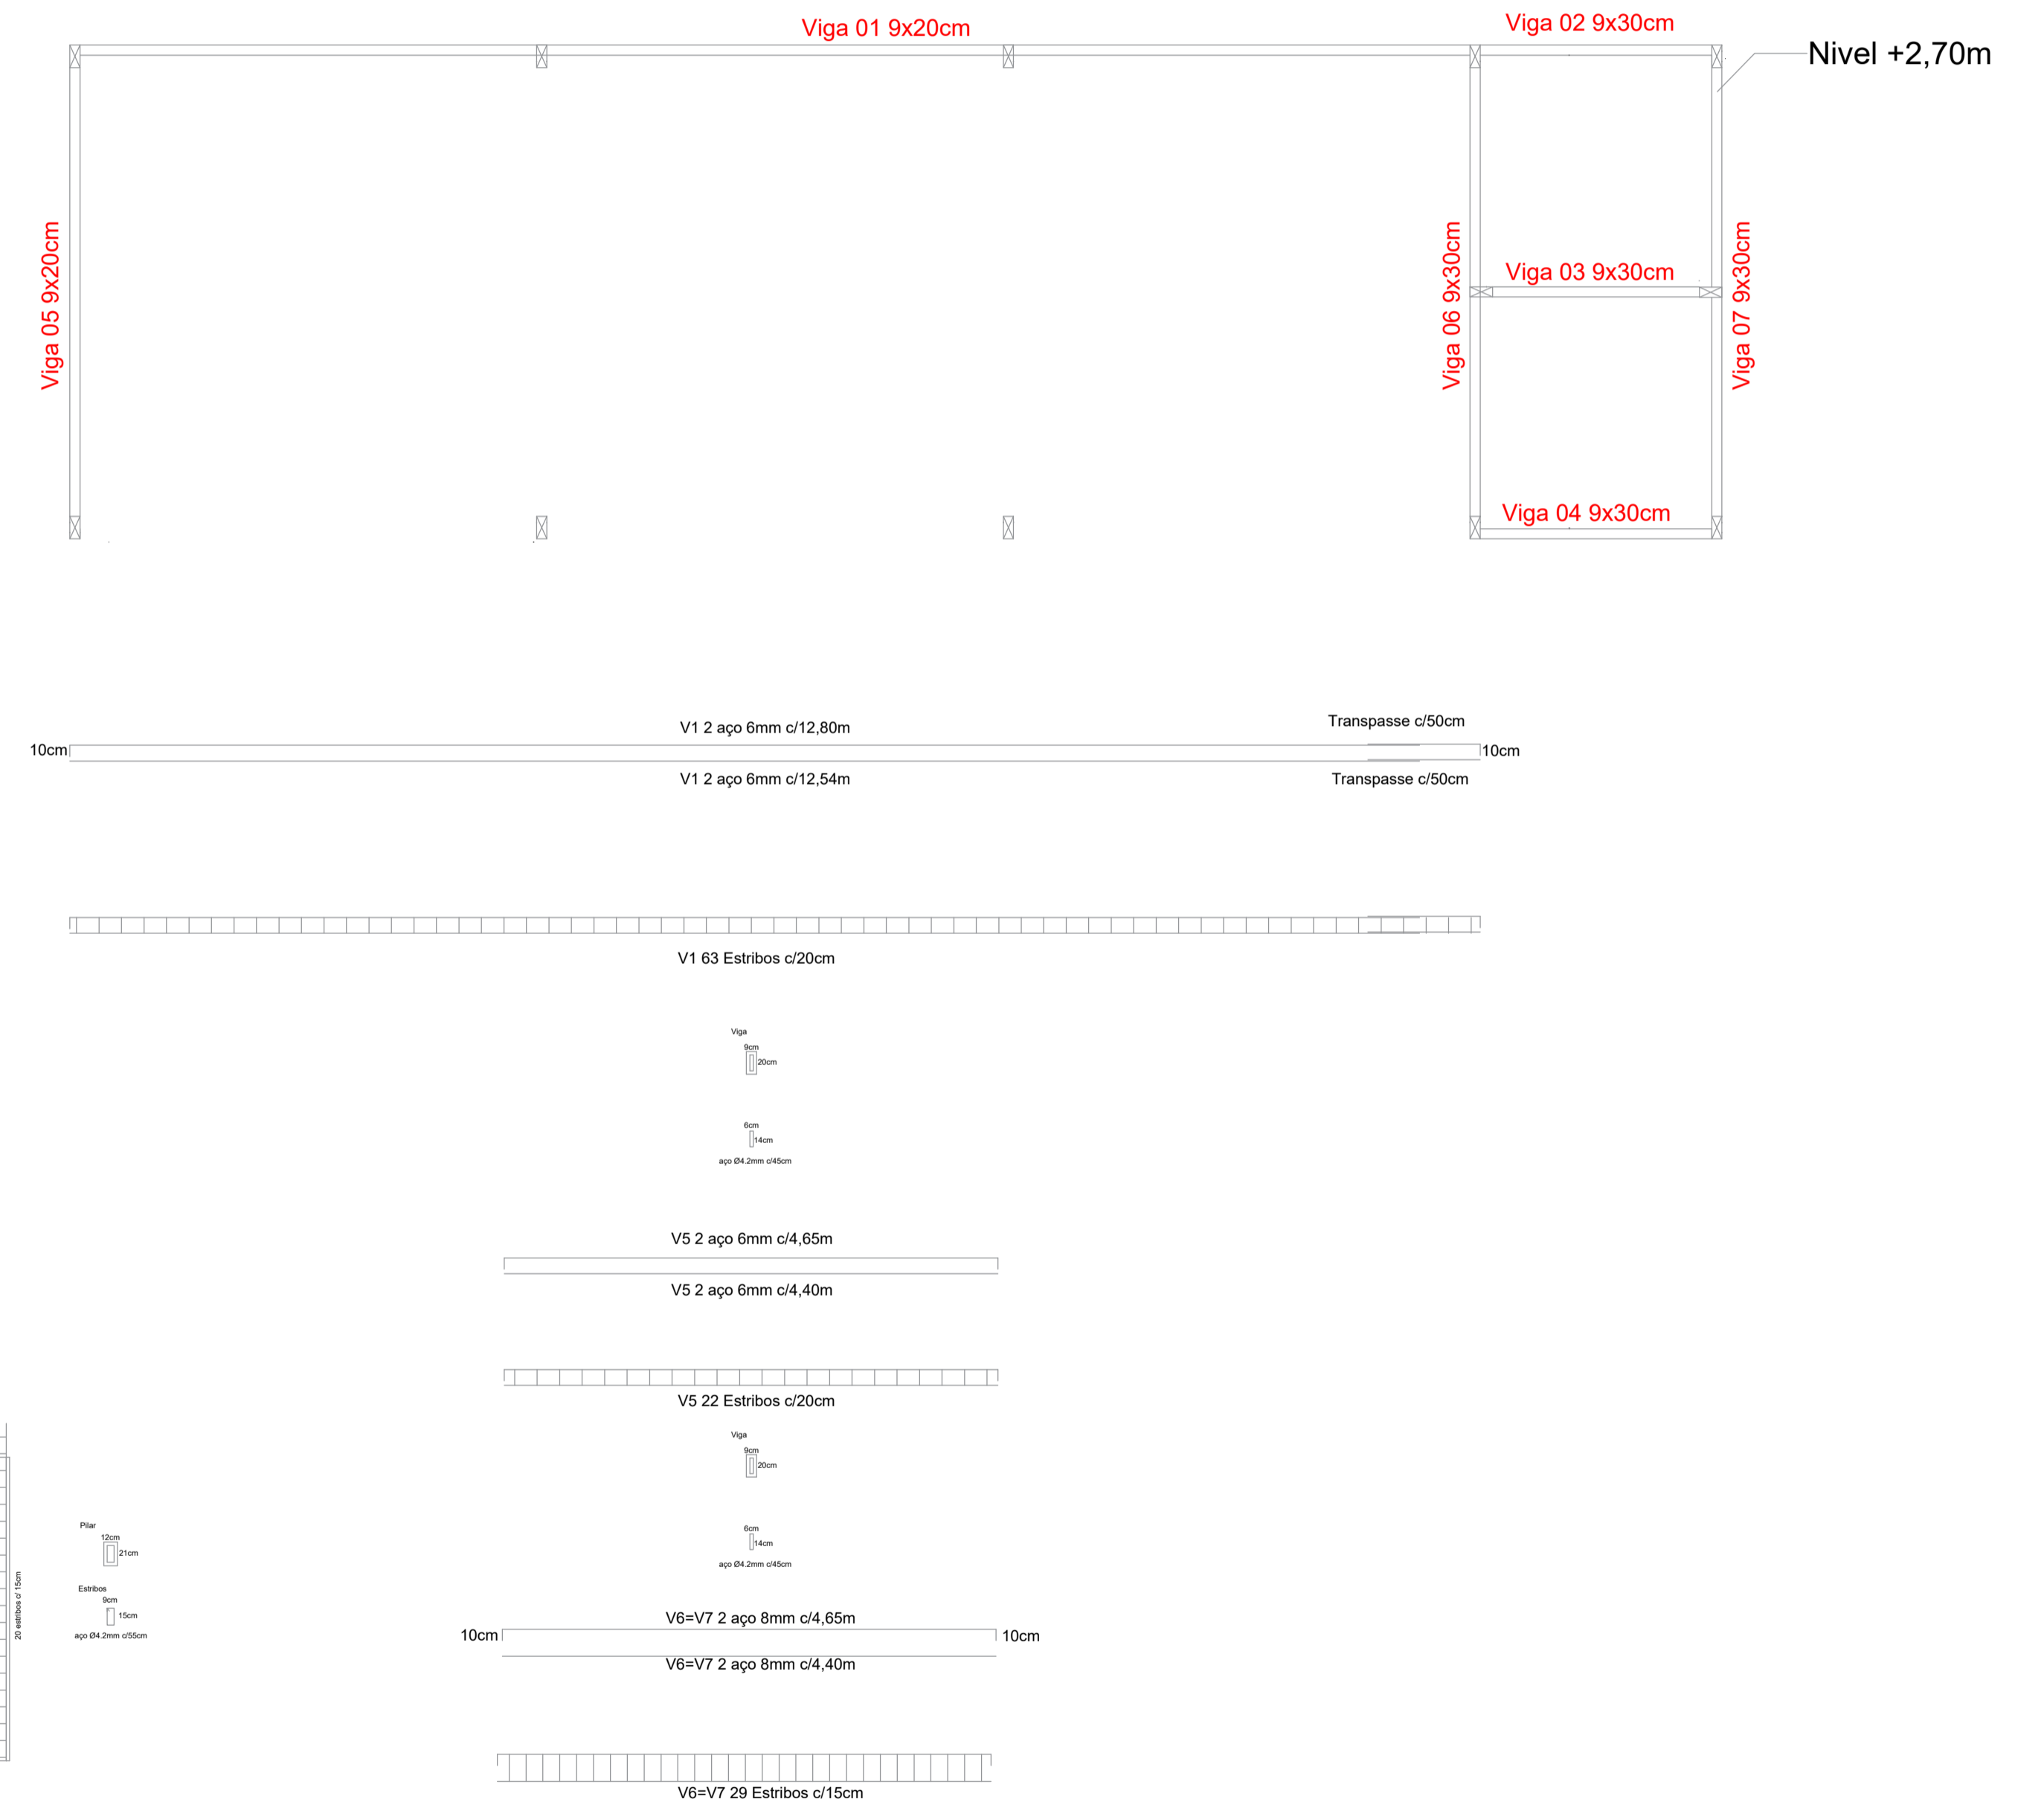 Viga 01 9x20cm
Viga 02 9x30cm
Nivel +2,70m
Viga 05 9x20cm
Viga 06 9x30cm
Viga 03 9x30cm
Viga 07 9x30cm
Viga 04 9x30cm
V1 2 aço 6mm c/12,80m
Transpasse c/50cm
10cm
10cm
V1 2 aço 6mm c/12,54m
Transpasse c/50cm
V1 63 Estribos c/20cm
Viga
9cm
20cm
6cm
14cm
aço Ø4.2mm c/45cm
V5 2 aço 6mm c/4,65m
V5 2 aço 6mm c/4,40m
V5 22 Estribos c/20cm
Viga
9cm
20cm
6cm
14cm
aço Ø4.2mm c/45cm
20 estribos c/ 15cm
Pilar
12cm
21cm
Estribos
9cm
15cm
aço Ø4.2mm c/55cm
V6=V7 2 aço 8mm c/4,65m
10cm
10cm
V6=V7 2 aço 8mm c/4,40m
V6=V7 29 Estribos c/15cm